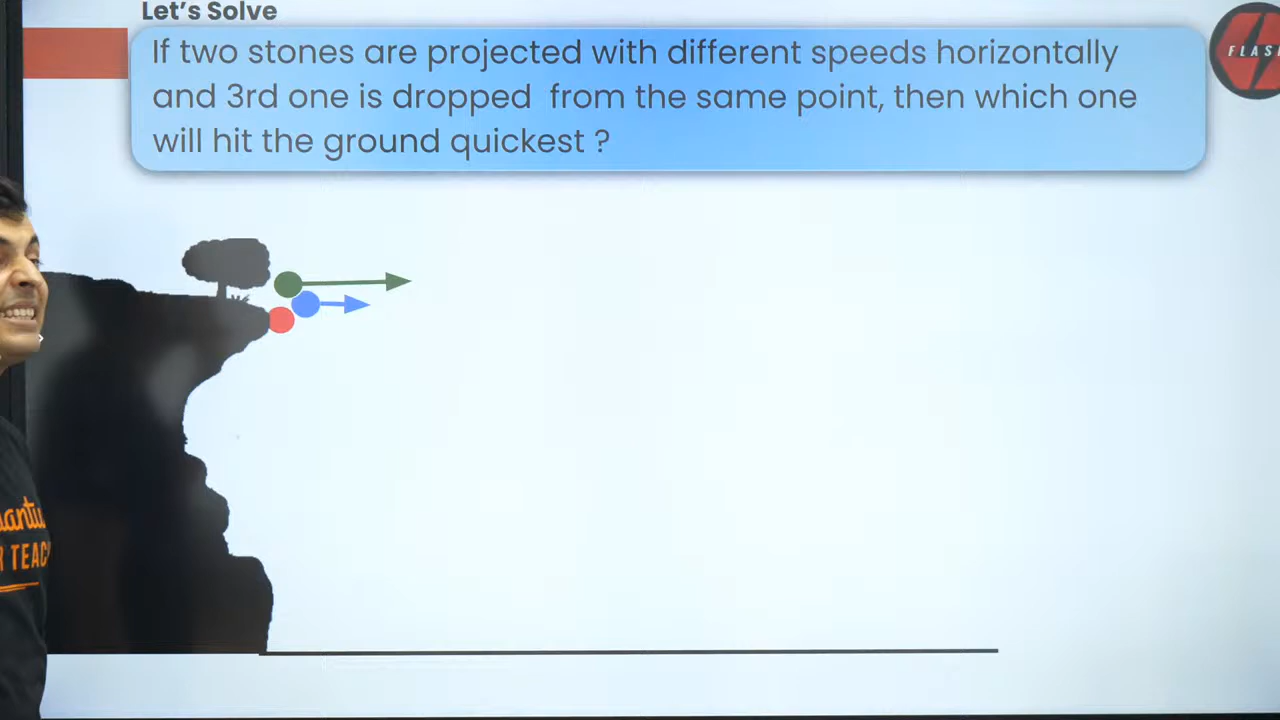 Let's Solve
If two stones are projected with different speeds horizontally
and 3rd one is dropped from the same point, then which one
will hit the ground quickest ?
FLAS